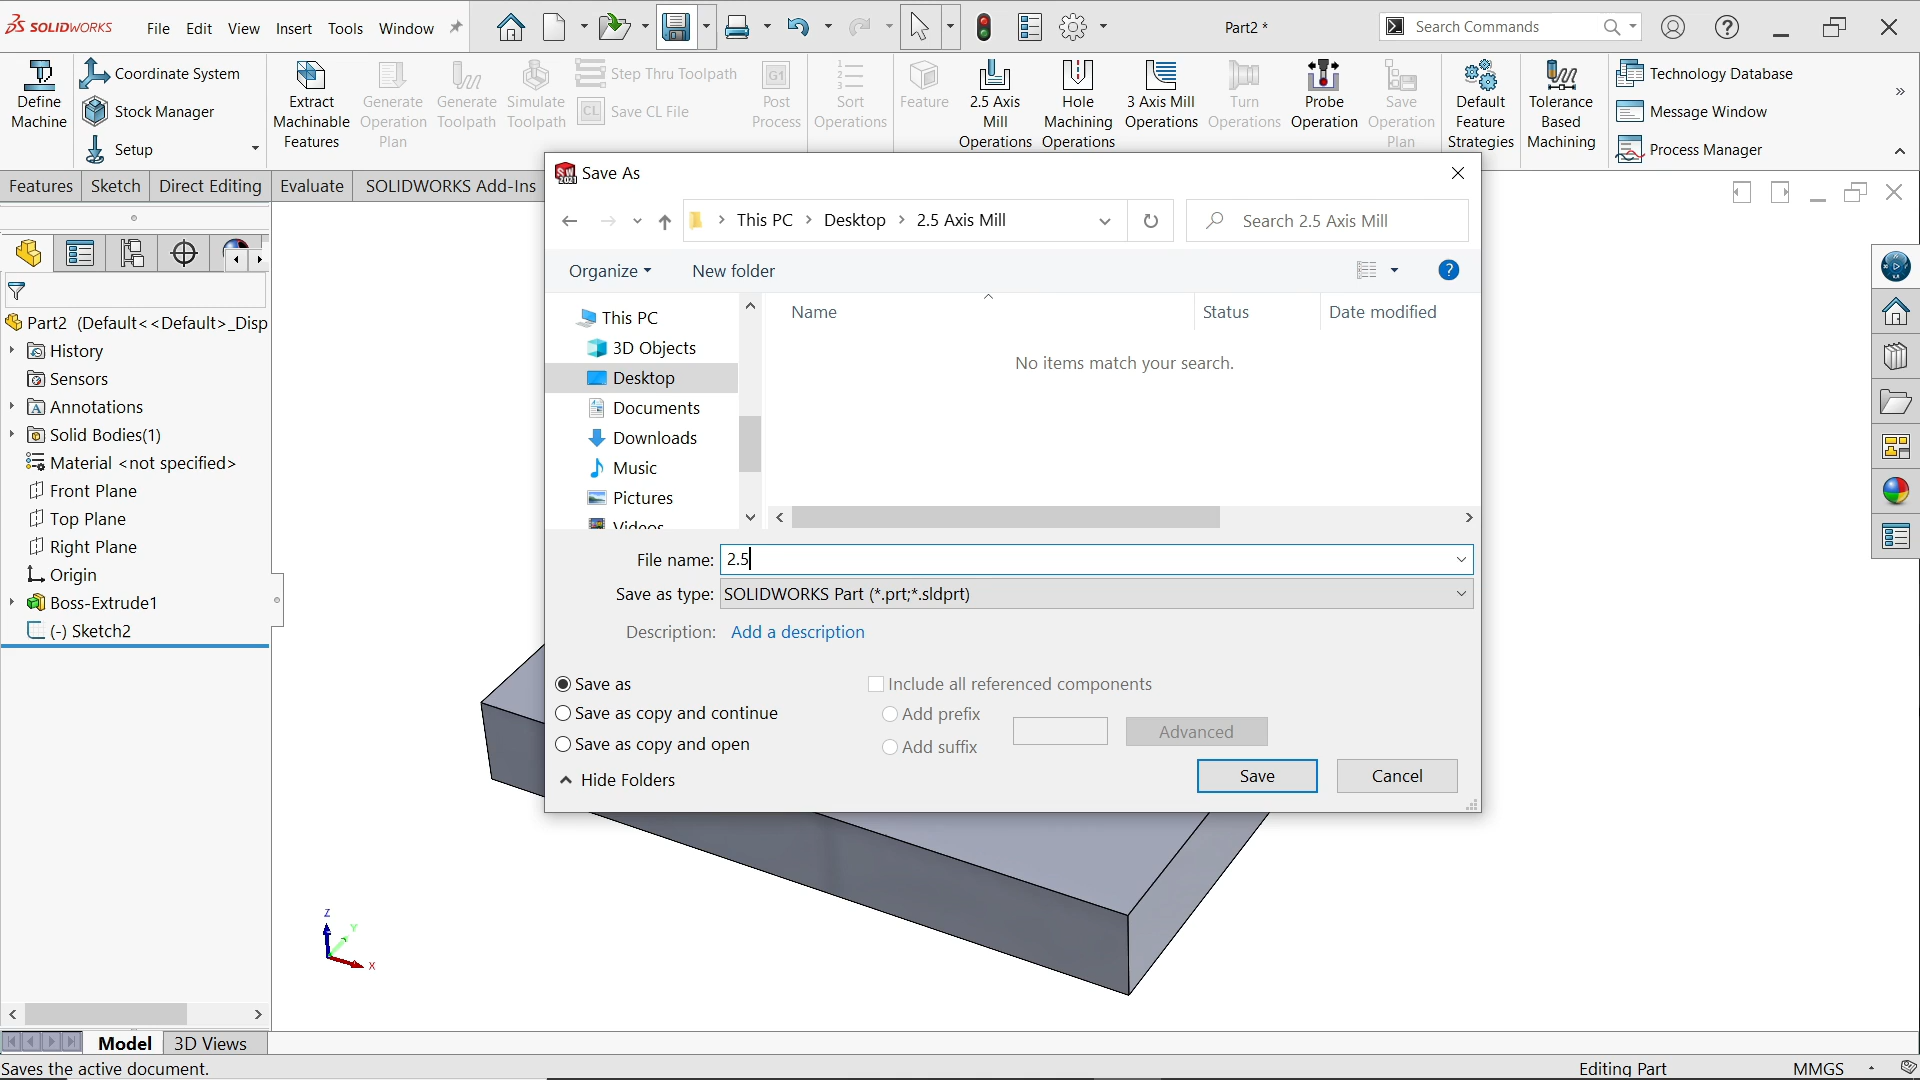 SOLIDWORKS
File Edit View Insert Tools Window
Part2 *
Search Commands
Define Machine
Coordinate System
Stock Manager
Setup
Extract Machinable Features
Generate Operation Plan
Generate Toolpath
Simulate Toolpath
Step Thru Toolpath
CL Save CL File
G1 Post Process
Sort Operations
Feature
2.5 Axis Mill Operations
Hole Machining Operations
3 Axis Mill Operations
Turn Operations
Probe Operation
Save Operation Plan
Default Feature Strategies
Tolerance Based Machining
Technology Database
Message Window
Process Manager
Features Sketch Direct Editing Evaluate SOLIDWORKS Add-Ins
Part2 (Default<<Default>_Disp
History
Sensors
Annotations
Solid Bodies(1)
Material <not specified>
Front Plane
Top Plane
Right Plane
Origin
Boss-Extrude1
(-) Sketch2
Save As
This PC > Desktop > 2.5 Axis Mill
Search 2.5 Axis Mill
Organize New folder
This PC
3D Objects
Desktop
Documents
Downloads
Music
Pictures
Videos
Name Status Date modified
No items match your search.
File name: 2.5
Save as type: SOLIDWORKS Part (*.prt;*.sldprt)
Description: Add a description
Save as
Save as copy and continue
Save as copy and open
Include all referenced components
Add prefix
Add suffix
Advanced
Hide Folders
Save Cancel
Z
Y
X
Model 3D Views
Saves the active document.
Editing Part MMGS